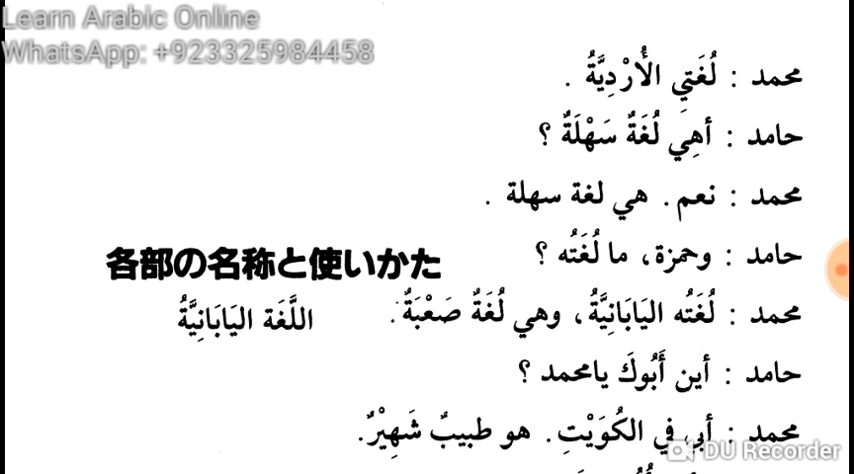 Learn Arabic Online
WhatsApp: +923325984458
محمد : لُغَتِي الأُرْدِيَّةُ .
حامد : أهِي لُغَةٌ سَهْلَةٌ ؟
محمد : نعم . هي لغة سهلة .
حامد : وحمزة، ما لُغَتُه ؟
各部の名称と使いかた
محمد : لُغَتُه اليَابَانِيَّةُ، وهي لُغَةٌ صَعْبَةٌ.
اللَّغَة اليَابَانِيَّةُ
حامد : أين أَبُوكَ يامحمد ؟
محمد : أبي في الكُوَيْتِ. هو طبيبٌ شَهِيْرٌ.
DU Recorder